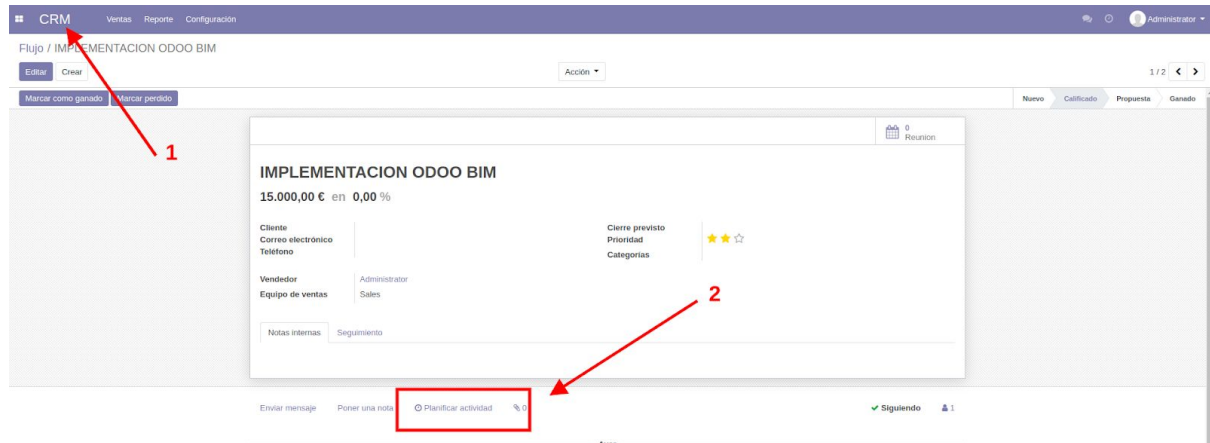 CRM Ventas Reporte Configuración Administrator
Flujo / IMPLEMENTACION ODOO BIM
Editar Crear Acción 1 / 2
Marcar como ganado Marcar perdido Nuevo Calificado Propuesta Ganado
1
0
Reunion
IMPLEMENTACION ODOO BIM
15.000,00 € en 0,00 %
Cliente Cierre previsto
Correo electrónico Prioridad
Teléfono Categorías
Vendedor Administrator
Equipo de ventas Sales
2
Notas internas Seguimiento
Enviar mensaje Poner una nota Planificar actividad 0 Siguiendo 1